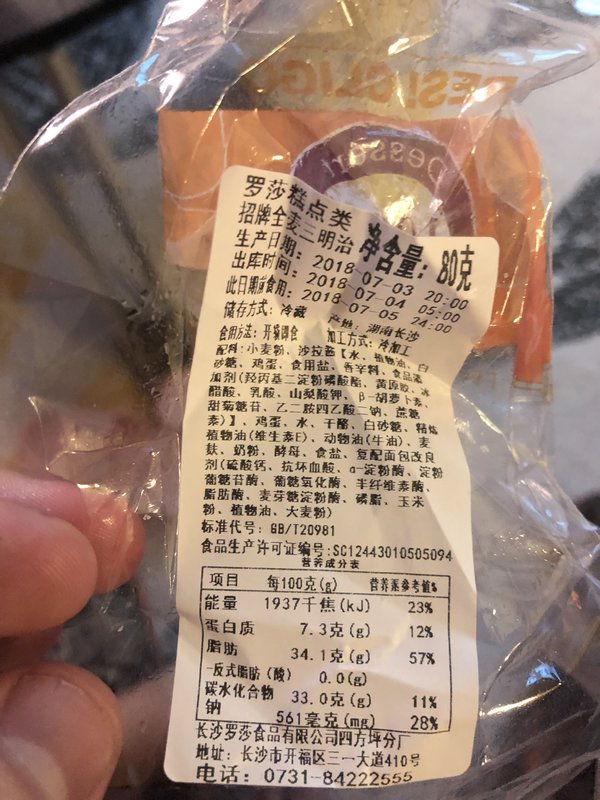 Dessert
罗莎糕点类
招牌全麦三明治 净含量: 80克
生产日期: 2018-07-03 20:00
出库时间: 2018-07-04 05:00
此日期前食用: 2018-07-05 24:00
储存方式: 冷藏 产地: 湖南长沙
食用方法: 开箱即食 加工方式: 冷加工
配料: 小麦粉、沙拉酱【水、植物油、白
砂糖、鸡蛋、食用盐、香辛料、食品添
加剂(羟丙基二淀粉磷酸酯、黄原胶、冰
醋酸、乳酸、山梨酸钾、β-胡萝卜素、
甜菊糖苷、乙二胺四乙酸二钠、蔗糖
素)】、鸡蛋、水、干酪、白砂糖、精炼
植物油(维生素E)、动物油(牛油)、麦
麸、奶粉、酵母、食盐、复配面包改良
剂(硫酸钙、抗坏血酸、α-淀粉酶、淀粉
葡糖苷酶、葡糖氧化酶、半纤维素酶、
脂肪酶、麦芽糖淀粉酶、磷脂、玉米
粉、植物油、大麦粉)
标准代号: GB/T20981
食品生产许可证编号:SC12443010505094
营养成分表
项目 每100克(g) 营养素参考值%
能量 1937千焦(kJ) 23%
蛋白质 7.3克(g) 12%
脂肪 34.1克(g) 57%
-反式脂肪(酸) 0.0(g)
碳水化合物 33.0克(g) 11%
钠 561毫克(mg) 28%
长沙罗莎食品有限公司四方坪分厂
地址: 长沙市开福区三一大道410号
电话: 0731-84222555